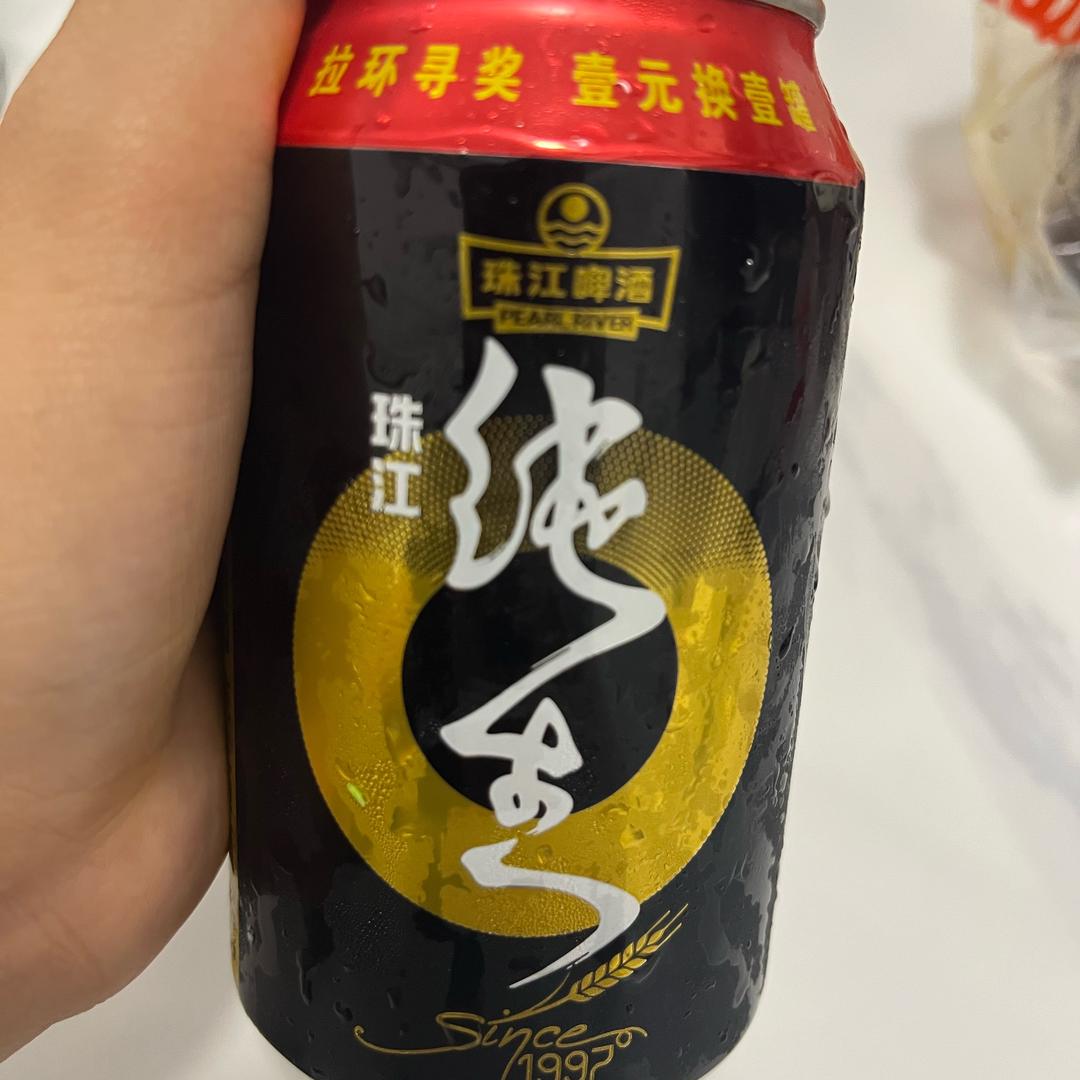 拉环寻奖 壹元换壹罐
珠江啤酒
PEARL RIVER
珠江
纯生
Since
1997